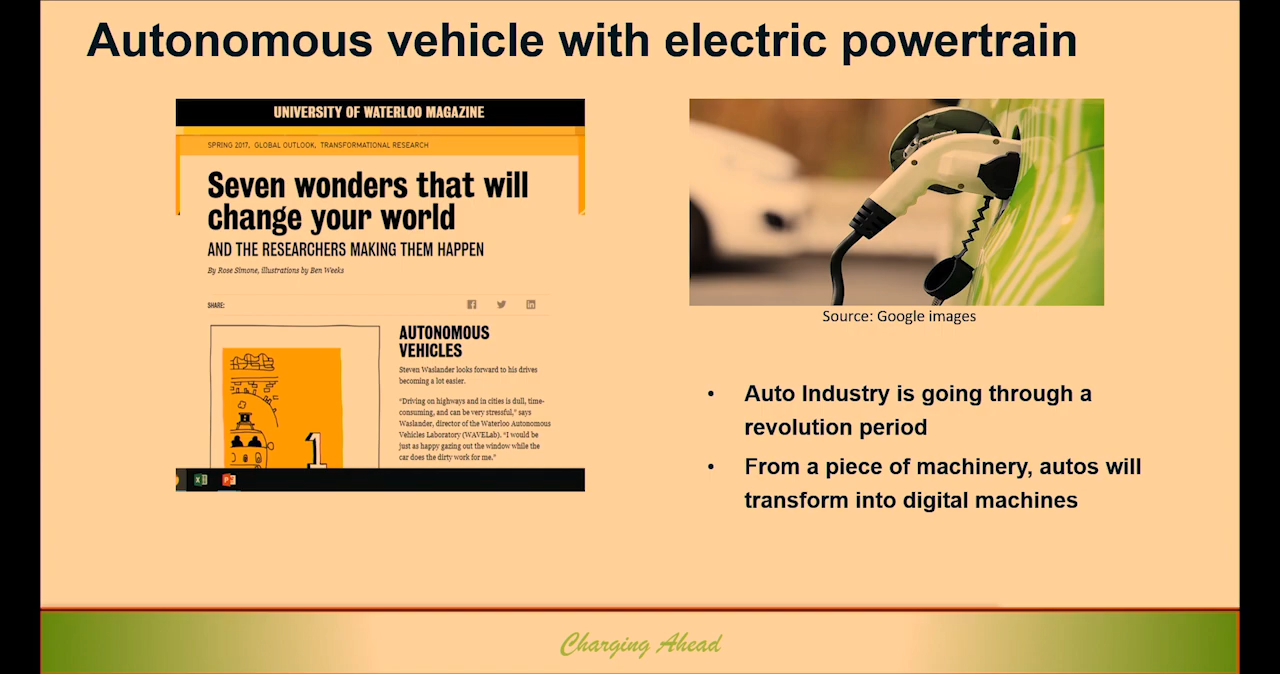 Autonomous vehicle with electric powertrain
UNIVERSITY OF WATERLOO MAGAZINE
SPRING 2017, GLOBAL OUTLOOK, TRANSFORMATIONAL RESEARCH
Seven wonders that will
change your world
AND THE RESEARCHERS MAKING THEM HAPPEN
By Rose Simone, illustrations by Ben Weeks
SHARE:
AUTONOMOUS
VEHICLES
Steven Waslander looks forward to his drives
becoming a lot easier.
"Driving on highways and in cities is dull, time-
consuming, and can be very stressful," says
Waslander, director of the Waterloo Autonomous
Vehicles Laboratory (WAVELab). "I would be
just as happy gazing out the window while the
car does the dirty work for me."
1
Source: Google images
• Auto Industry is going through a
revolution period
• From a piece of machinery, autos will
transform into digital machines
Charging Ahead